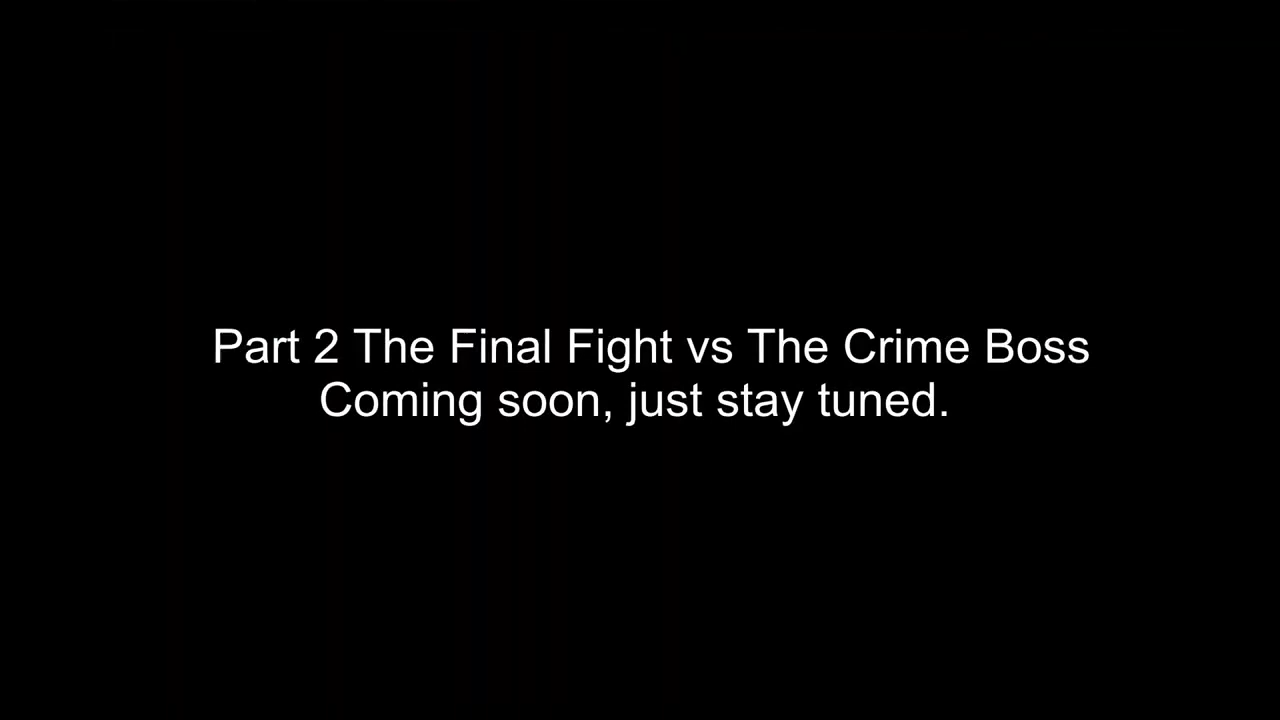 Part 2 The Final Fight vs The Crime Boss
Coming soon, just stay tuned.